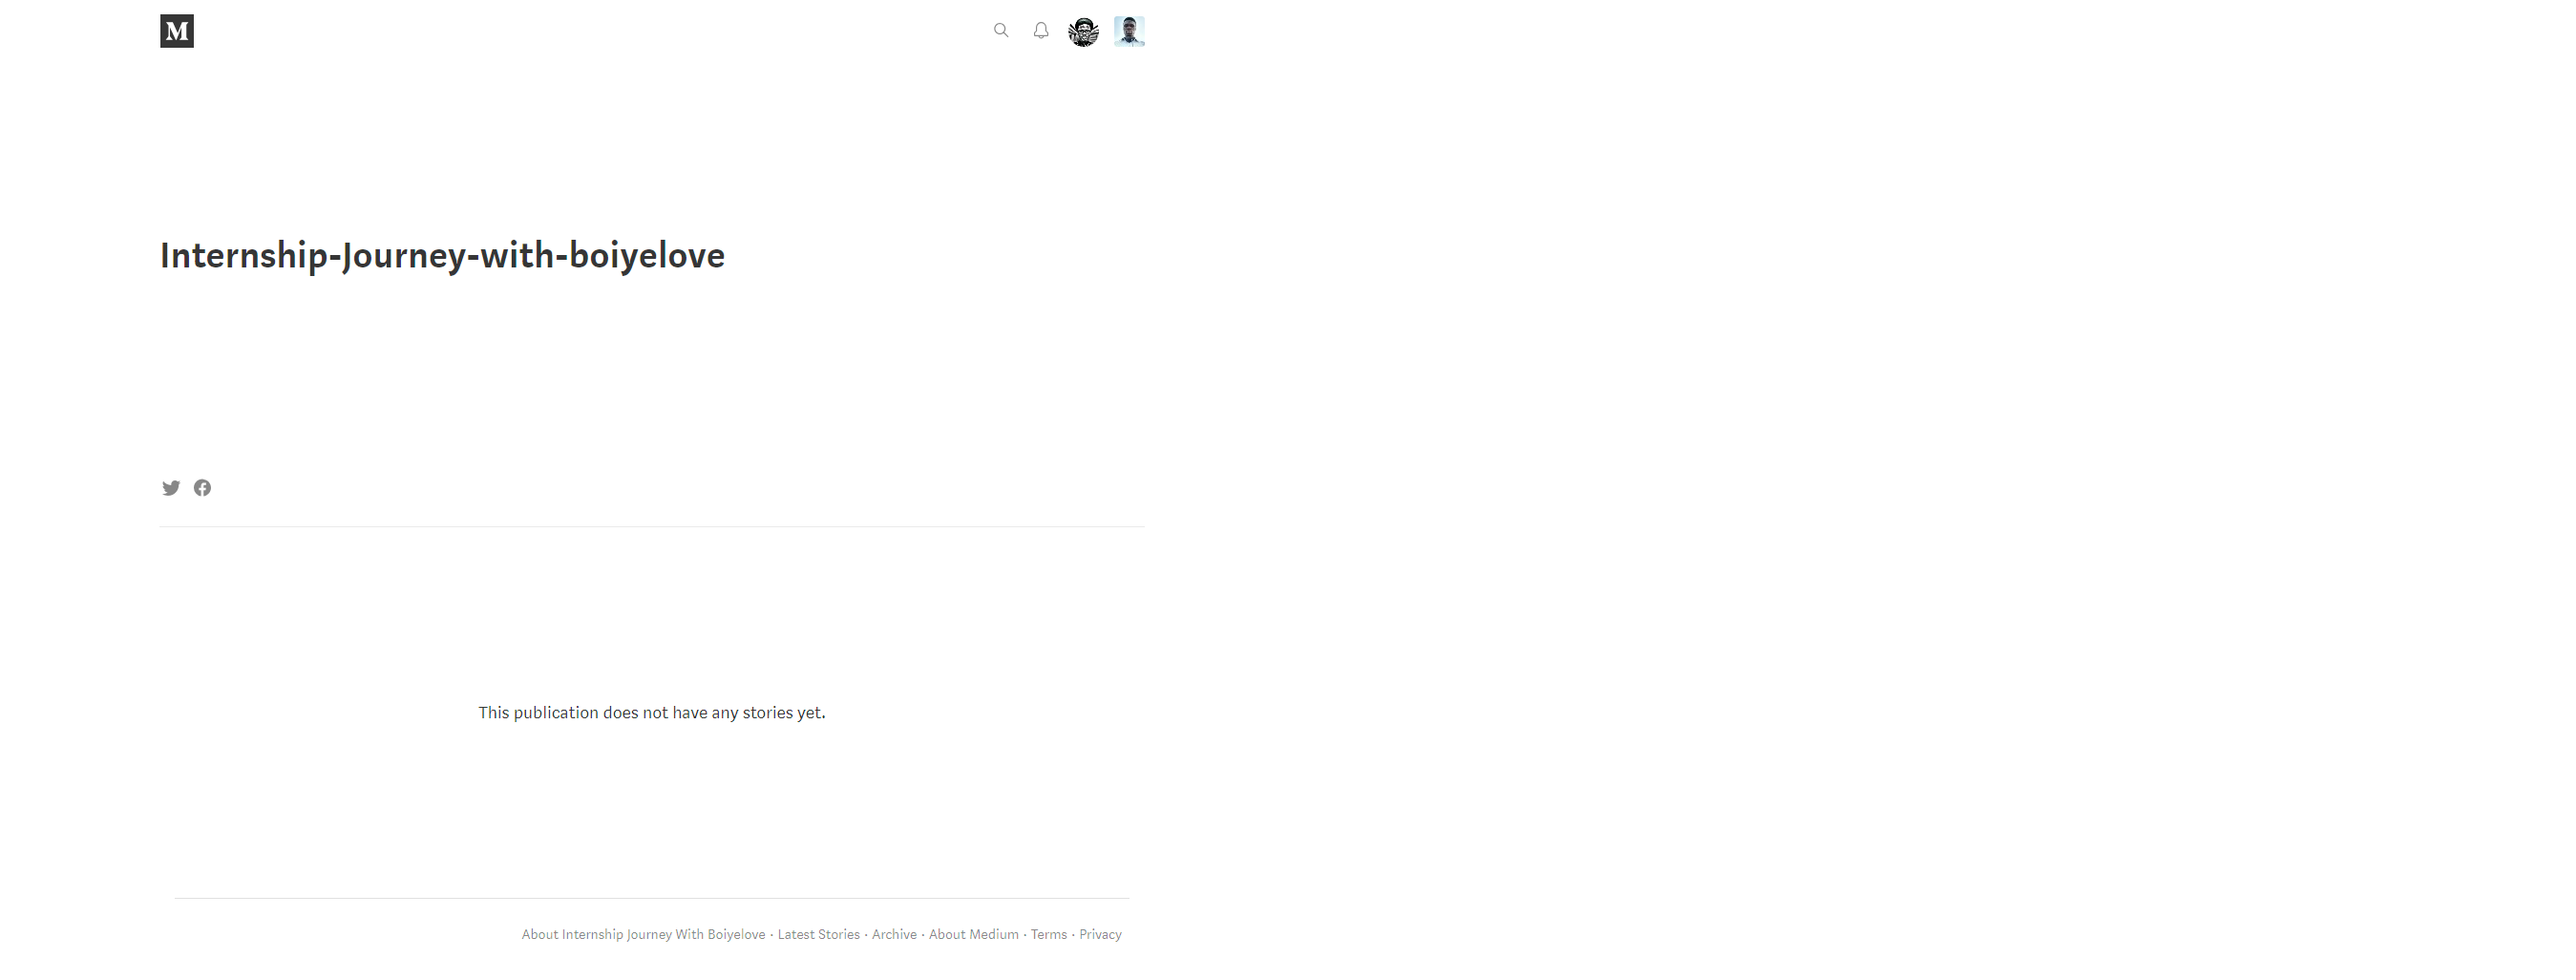 M
Internship-Journey-with-boiyelove
This publication does not have any stories yet.
About Internship Journey With Boiyelove · Latest Stories · Archive · About Medium · Terms · Privacy